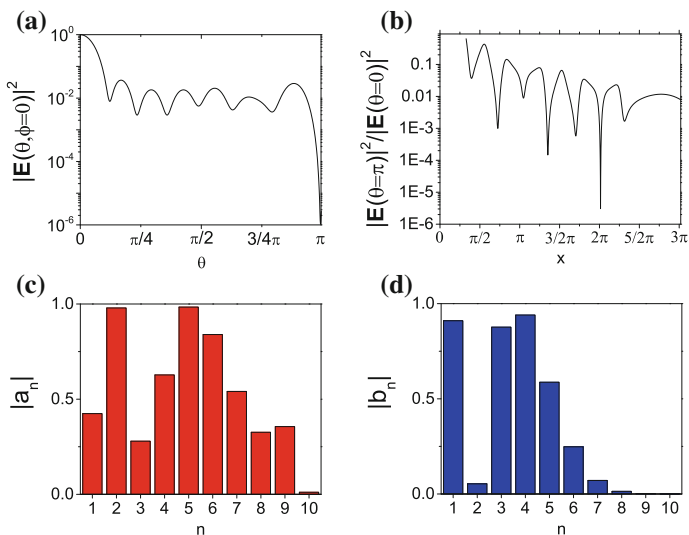 (a)
|E(θ,ϕ=0)|²
10⁰
10⁻²
10⁻⁴
10⁻⁶
0 π/4 π/2 3/4π π
θ
(b)
|E(θ=π)|²/|E(θ=0)|²
0.1
0.01
1E-3
1E-4
1E-5
1E-6
0 π/2 π 3/2π 2π 5/2π 3π
x
(c)
|aₙ|
1.0
0.5
0.0
1 2 3 4 5 6 7 8 9 10
n
(d)
|bₙ|
1.0
0.5
0.0
1 2 3 4 5 6 7 8 9 10
n